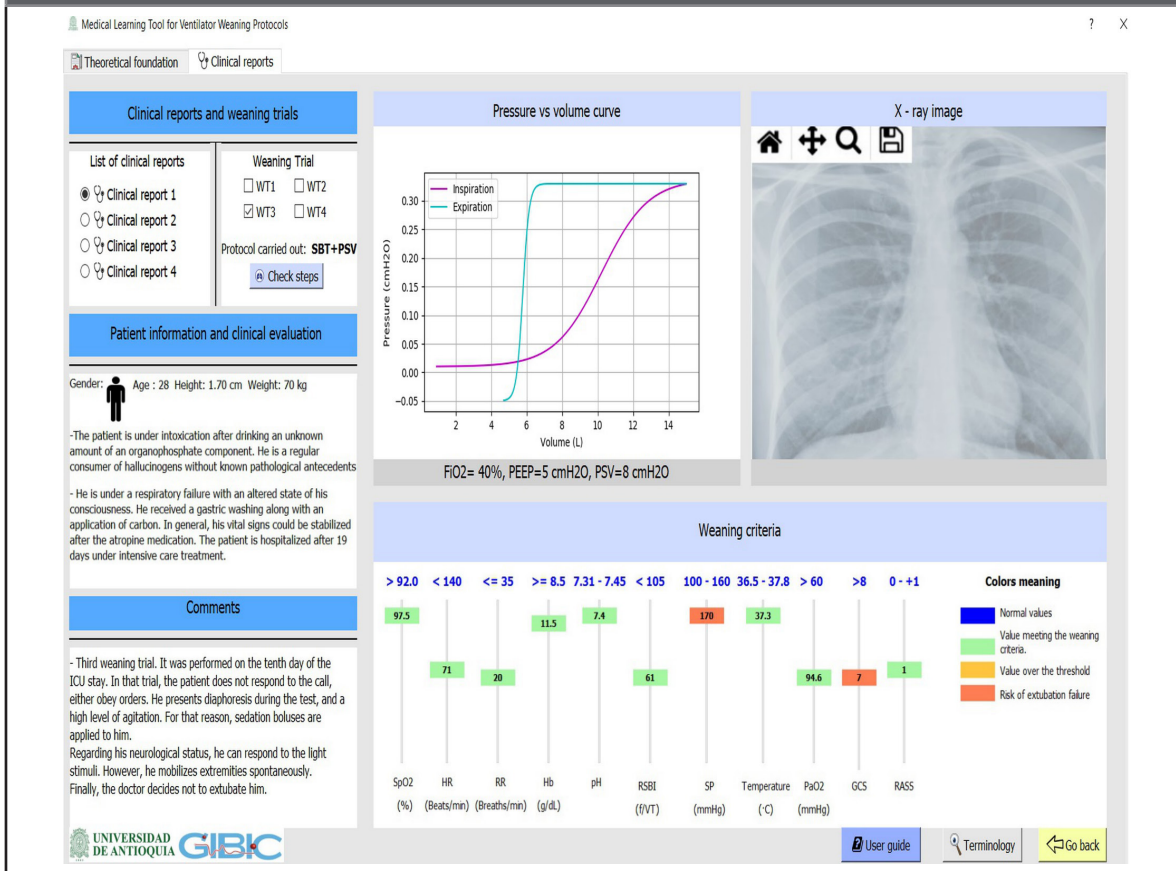 Medical Learning Tool for Ventilator Weaning Protocols
? X
Theoretical foundation
Clinical reports
Clinical reports and weaning trials
List of clinical reports
Clinical report 1
Clinical report 2
Clinical report 3
Clinical report 4
Weaning Trial
WT1 WT2
WT3 WT4
Protocol carried out: SBT+PSV
Check steps
Patient information and clinical evaluation
Gender: Age : 28 Height: 1.70 cm Weight: 70 kg
-The patient is under intoxication after drinking an unknown
amount of an organophosphate component. He is a regular
consumer of hallucinogens without known pathological antecedents
- He is under a respiratory failure with an altered state of his
consciousness. He received a gastric washing along with an
application of carbon. In general, his vital signs could be stabilized
after the atropine medication. The patient is hospitalized after 19
days under intensive care treatment.
Comments
- Third weaning trial. It was performed on the tenth day of the
ICU stay. In that trial, the patient does not respond to the call,
either obey orders. He presents diaphoresis during the test, and a
high level of agitation. For that reason, sedation boluses are
applied to him.
Regarding his neurological status, he can respond to the light
stimuli. However, he mobilizes extremities spontaneously.
Finally, the doctor decides not to extubate him.
Pressure vs volume curve
Inspiration
Expiration
Pressure (cmH2O)
0.30
0.25
0.20
0.15
0.10
0.05
0.00
−0.05
2 4 6 8 10 12 14
Volume (L)
FiO2= 40%, PEEP=5 cmH2O, PSV=8 cmH2O
X - ray image
Weaning criteria
> 92.0 < 140 <= 35 >= 8.5 7.31 - 7.45 < 105 100 - 160 36.5 - 37.8 > 60 >8 0 - +1
97.5 71 20 11.5 7.4 61 170 37.3 94.6 7 1
SpO2 HR RR Hb pH RSBI SP Temperature PaO2 GCS RASS
(%) (Beats/min) (Breaths/min) (g/dL) (f/VT) (mmHg) (°C) (mmHg)
Colors meaning
Normal values
Value meeting the weaning
criteria.
Value over the threshold
Risk of extubation failure
UNIVERSIDAD
DE ANTIOQUIA
GIBIC
User guide
Terminology
Go back